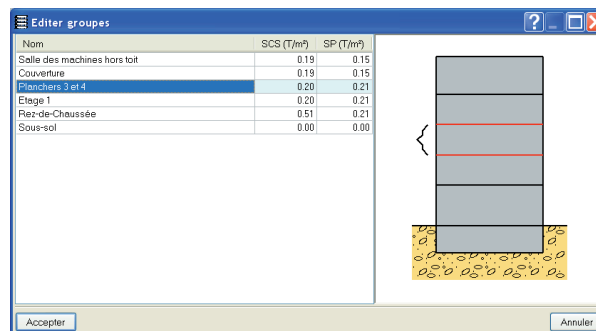 Editer groupes
Nom SCS (T/m²) SP (T/m²)
Salle des machines hors toit 0.19 0.15
Couverture 0.19 0.15
Planchers 3 et 4 0.20 0.21
Etage 1 0.20 0.21
Rez-de-Chaussée 0.51 0.21
Sous-sol 0.00 0.00
Accepter Annuler